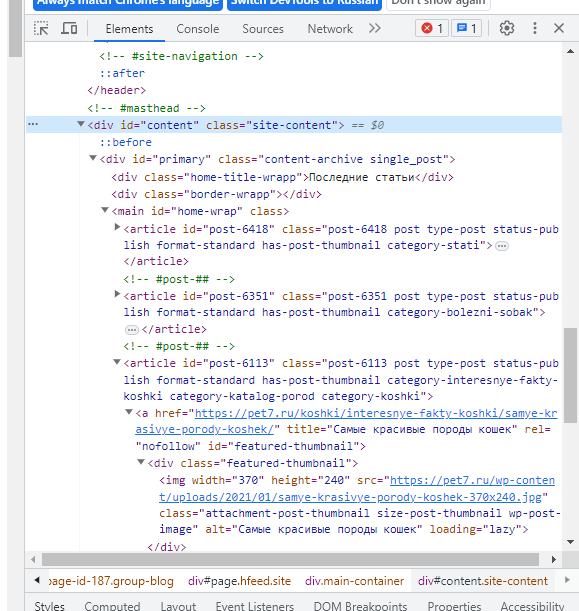 Always match Chrome's language Switch DevTools to Russian Don't show again
Elements Console Sources Network 1 1
<!-- #site-navigation -->
::after
</header>
<!-- #masthead -->
<div id="content" class="site-content"> == $0
::before
<div id="primary" class="content-archive single_post">
<div class="home-title-wrapp">Последние статьи</div>
<div class="border-wrapp"></div>
<main id="home-wrap" class>
<article id="post-6418" class="post-6418 post type-post status-pub
lish format-standard has-post-thumbnail category-stati">
</article>
<!-- #post-## -->
<article id="post-6351" class="post-6351 post type-post status-pub
lish format-standard has-post-thumbnail category-bolezni-sobak">
</article>
<!-- #post-## -->
<article id="post-6113" class="post-6113 post type-post status-pub
lish format-standard has-post-thumbnail category-interesnye-fakty-
koshki category-katalog-porod category-koshki">
<a href="https://pet7.ru/koshki/interesnye-fakty-koshki/samye-kr
asivye-porody-koshek/" title="Самые красивые породы кошек" rel=
"nofollow" id="featured-thumbnail">
<div class="featured-thumbnail">
<img width="370" height="240" src="https://pet7.ru/wp-conten
t/uploads/2021/01/samye-krasivye-porody-koshek-370x240.jpg"
class="attachment-post-thumbnail size-post-thumbnail wp-post-
image" alt="Самые красивые породы кошек" loading="lazy">
</div>
page-id-187.group-blog div#page.hfeed.site div.main-container div#content.site-content
Styles Computed Layout Event Listeners DOM Breakpoints Properties Accessibility